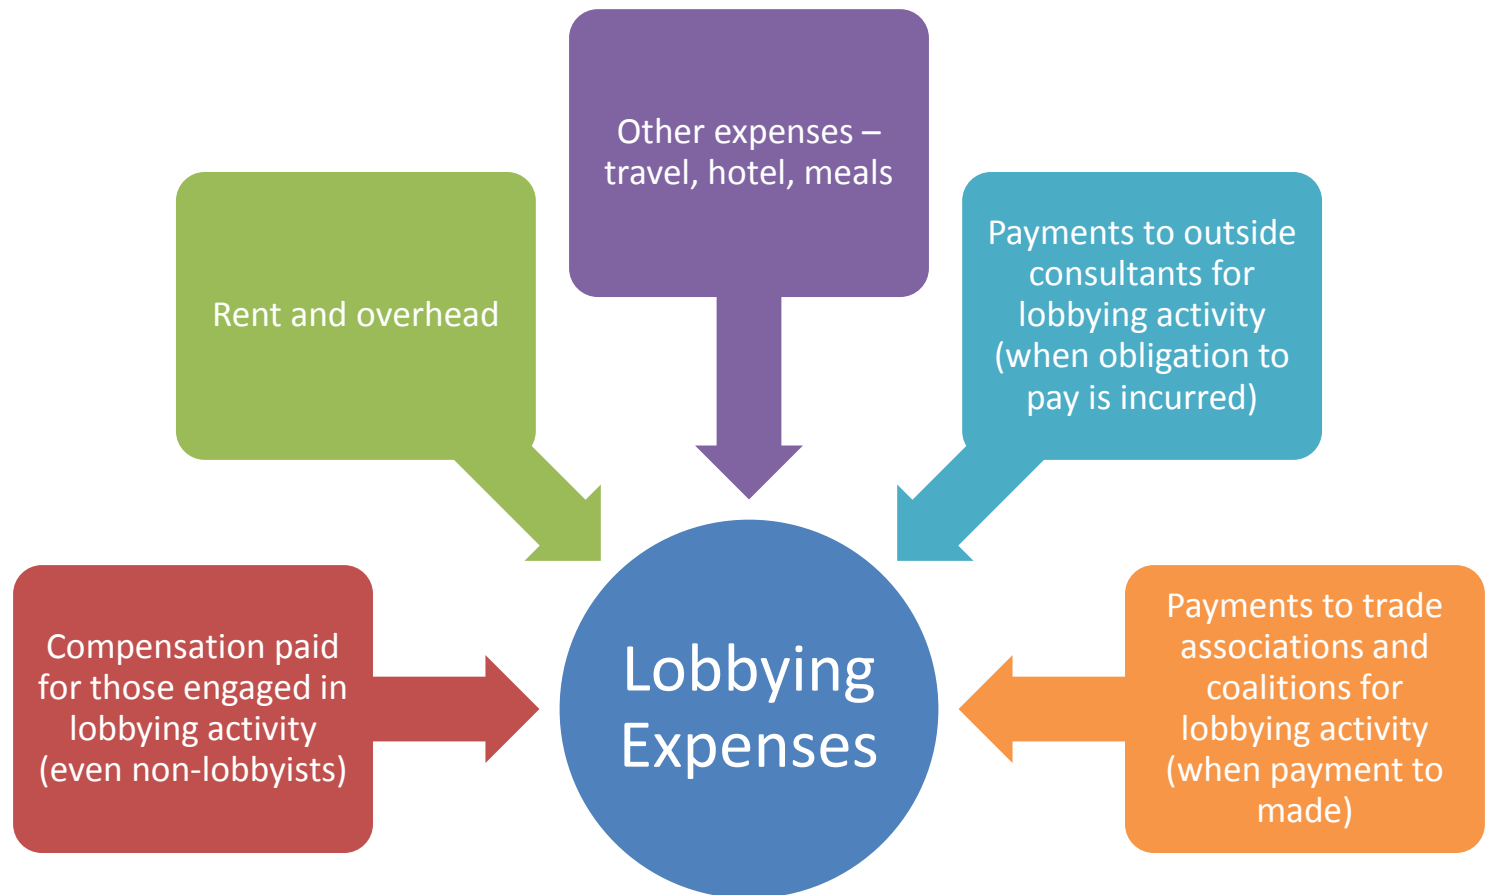 Other expenses –
travel, hotel, meals
Rent and overhead
Payments to outside
consultants for
lobbying activity
(when obligation to
pay is incurred)
Compensation paid
for those engaged in
lobbying activity
(even non-lobbyists)
Lobbying
Expenses
Payments to trade
associations and
coalitions for
lobbying activity
(when payment to
made)